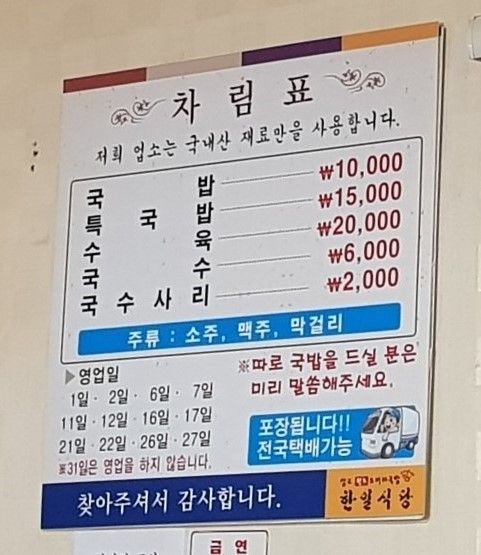 차림표
저희 업소는 국내산 재료만을 사용합니다.
국 밥 ₩10,000
특 국 밥 ₩15,000
수 육 ₩20,000
국 수 ₩6,000
국 수 사 리 ₩2,000
주류 : 소주, 맥주, 막걸리
▶영업일
1일 · 2일 · 6일 · 7일
11일 · 12일 · 16일 · 17일
21일 · 22일 · 26일 · 27일
※31일은 영업을 하지 않습니다.
※따로 국밥을 드실 분은
미리 말씀해주세요.
포장됩니다!!
전국택배가능
찾아주셔서 감사합니다.
한일식당
금 연